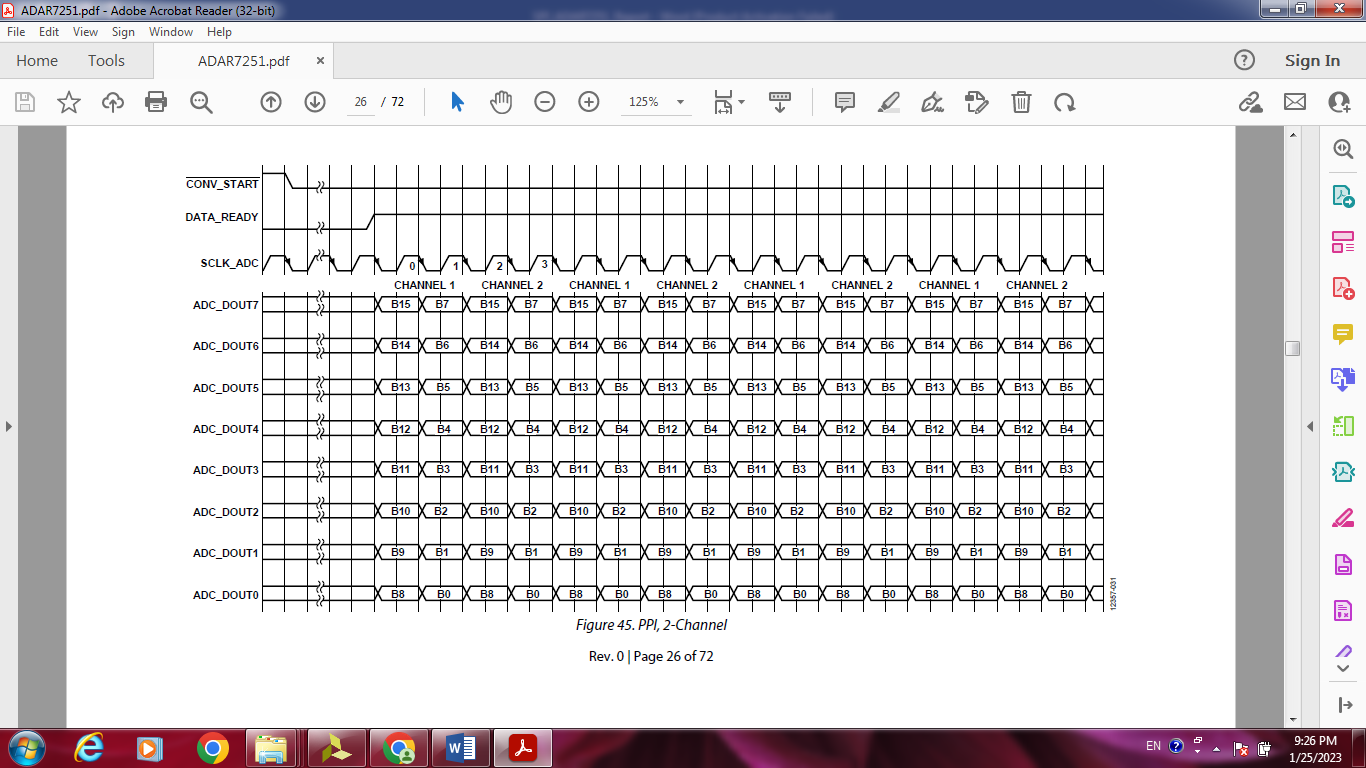 ADAR7251.pdf - Adobe Acrobat Reader (32-bit)
File Edit View Sign Window Help
Home Tools ADAR7251.pdf × ? Sign In
26 / 72 125%
CONV_START
DATA_READY
SCLK_ADC 0 1 2 3
CHANNEL 1 CHANNEL 2 CHANNEL 1 CHANNEL 2 CHANNEL 1 CHANNEL 2 CHANNEL 1 CHANNEL 2
ADC_DOUT7 B15 B7 B15 B7 B15 B7 B15 B7 B15 B7 B15 B7 B15 B7 B15 B7
ADC_DOUT6 B14 B6 B14 B6 B14 B6 B14 B6 B14 B6 B14 B6 B14 B6 B14 B6
ADC_DOUT5 B13 B5 B13 B5 B13 B5 B13 B5 B13 B5 B13 B5 B13 B5 B13 B5
ADC_DOUT4 B12 B4 B12 B4 B12 B4 B12 B4 B12 B4 B12 B4 B12 B4 B12 B4
ADC_DOUT3 B11 B3 B11 B3 B11 B3 B11 B3 B11 B3 B11 B3 B11 B3 B11 B3
ADC_DOUT2 B10 B2 B10 B2 B10 B2 B10 B2 B10 B2 B10 B2 B10 B2 B10 B2
ADC_DOUT1 B9 B1 B9 B1 B9 B1 B9 B1 B9 B1 B9 B1 B9 B1 B9 B1
ADC_DOUT0 B8 B0 B8 B0 B8 B0 B8 B0 B8 B0 B8 B0 B8 B0 B8 B0
12357-031
Figure 45. PPI, 2-Channel
Rev. 0 | Page 26 of 72
EN 9:26 PM
1/25/2023